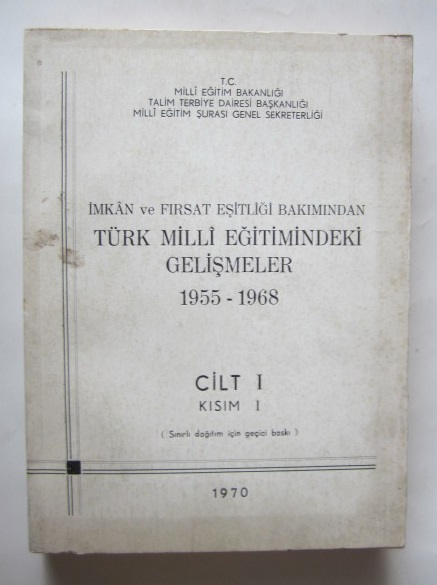 T.C.
MİLLÎ EĞİTİM BAKANLIĞI
TALİM TERBİYE DAİRESİ BAŞKANLIĞI
MİLLÎ EĞİTİM ŞURASI GENEL SEKRETERLİĞİ
İMKÂN ve FIRSAT EŞİTLİĞİ BAKIMINDAN
TÜRK MİLLÎ EĞİTİMİNDEKİ
GELİŞMELER
1955 - 1968
CİLT I
KISIM I
( Sınırlı dağıtım için geçici baskı )
1970